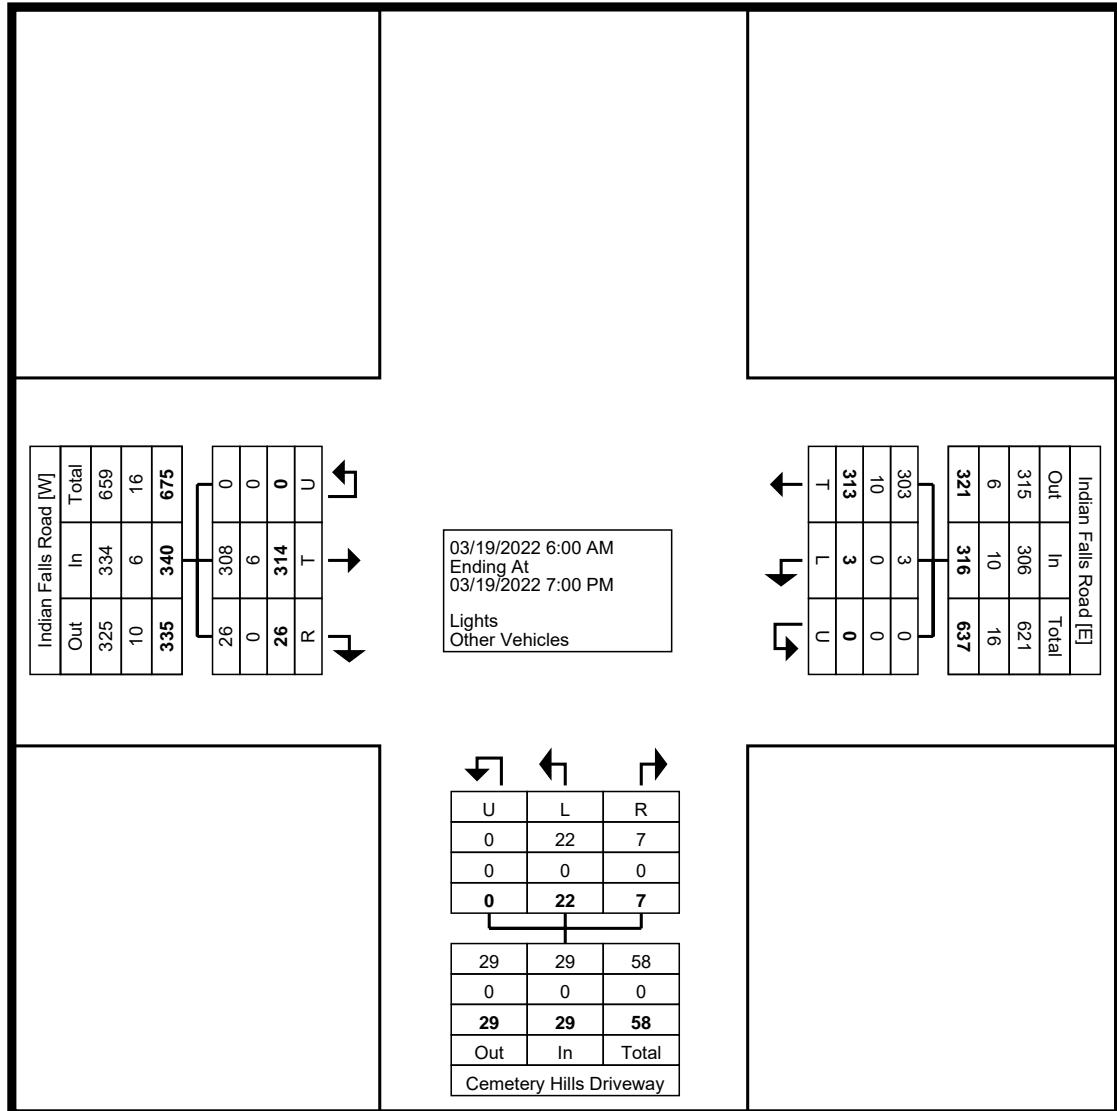 Indian Falls Road [W]
Total In Out
659 334 325
16 6 10
675 340 335
0 308 26
0 6 0
0 314 26
U T R
03/19/2022 6:00 AM
Ending At
03/19/2022 7:00 PM
Lights
Other Vehicles
Indian Falls Road [E]
Out In Total
315 306 621
6 10 16
321 316 637
303 3 0
10 0 0
313 3 0
T L U
U L R
0 22 7
0 0 0
0 22 7
29 29 58
0 0 0
29 29 58
Out In Total
Cemetery Hills Driveway